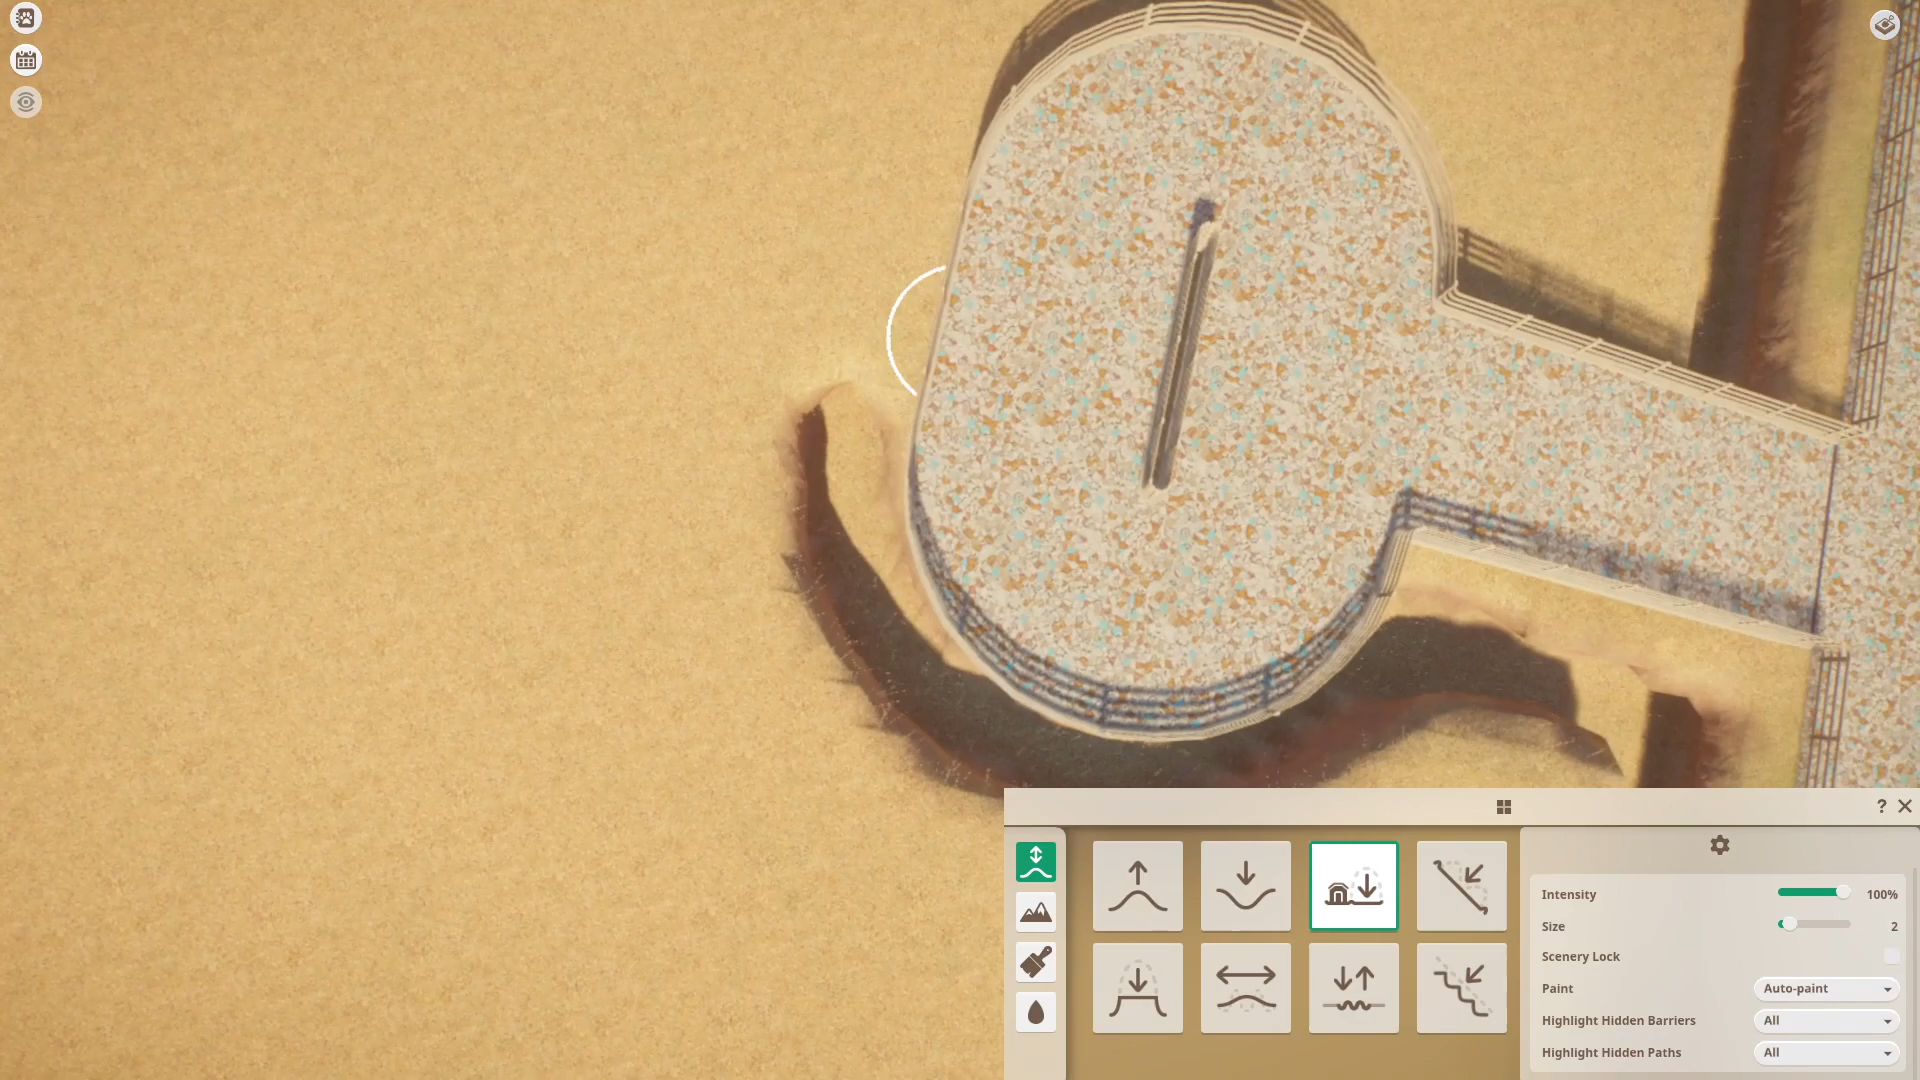 ?
Intensity 100%
Size 2
Scenery Lock
Paint Auto-paint
Highlight Hidden Barriers All
Highlight Hidden Paths All